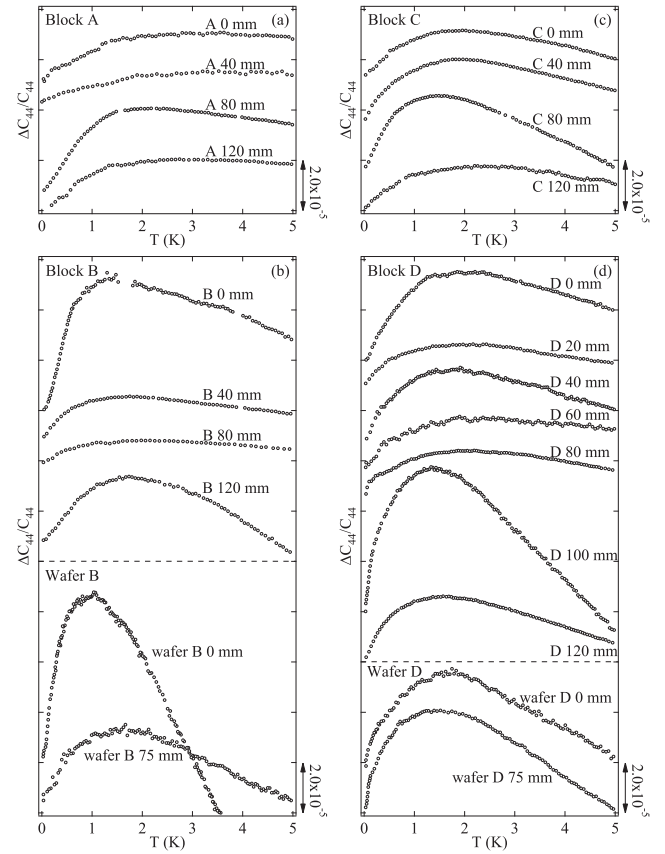 Block A
(a)
A 0 mm
A 40 mm
A 80 mm
A 120 mm
ΔC44/C44
2.0x10-5
0 1 2 3 4 5
T (K)
Block C
(c)
C 0 mm
C 40 mm
C 80 mm
C 120 mm
ΔC44/C44
2.0x10-5
0 1 2 3 4 5
T (K)
Block B
(b)
B 0 mm
B 40 mm
B 80 mm
B 120 mm
ΔC44/C44
Wafer B
wafer B 0 mm
wafer B 75 mm
2.0x10-5
0 1 2 3 4 5
T (K)
Block D
(d)
D 0 mm
D 20 mm
D 40 mm
D 60 mm
D 80 mm
D 100 mm
D 120 mm
ΔC44/C44
Wafer D
wafer D 0 mm
wafer D 75 mm
2.0x10-5
0 1 2 3 4 5
T (K)